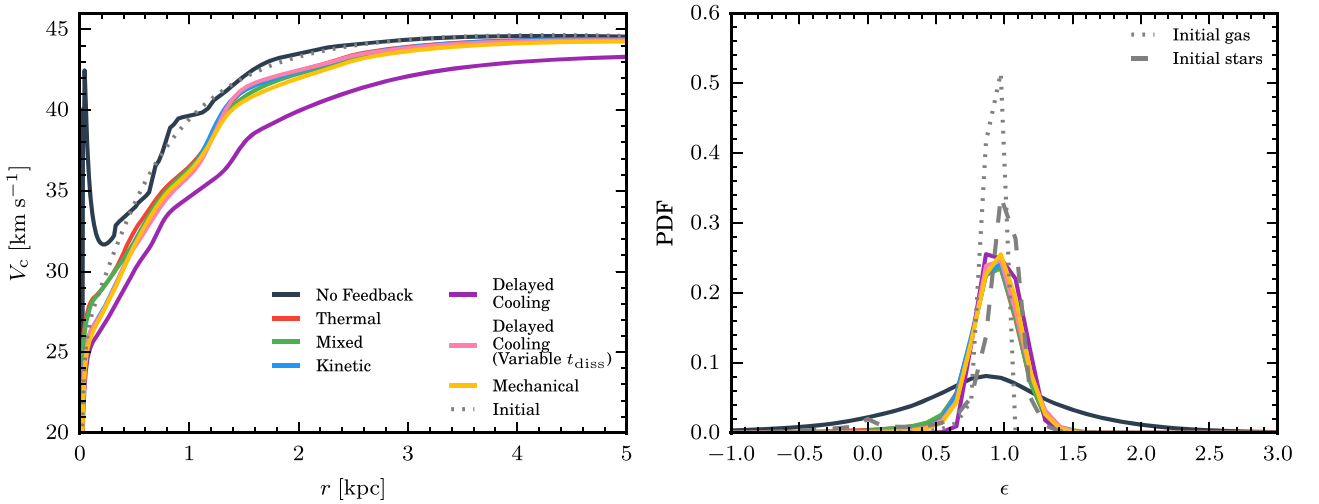 45
40
35
30
25
20
V_c [km s⁻¹]
0
1
2
3
4
5
r [kpc]
No Feedback
Thermal
Mixed
Kinetic
Delayed
Cooling
Delayed
Cooling
(Variable t_diss)
Mechanical
Initial
0.6
0.5
0.4
0.3
0.2
0.1
0.0
PDF
−1.0
−0.5
0.0
0.5
1.0
1.5
2.0
2.5
3.0
ϵ
Initial gas
Initial stars